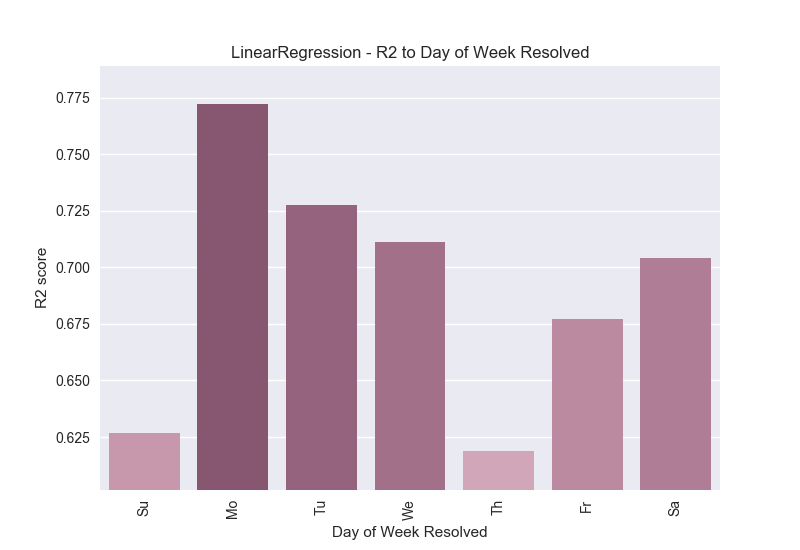 LinearRegression - R2 to Day of Week Resolved
R2 score
0.775
0.750
0.725
0.700
0.675
0.650
0.625
Su
Mo
Tu
We
Th
Fr
Sa
Day of Week Resolved